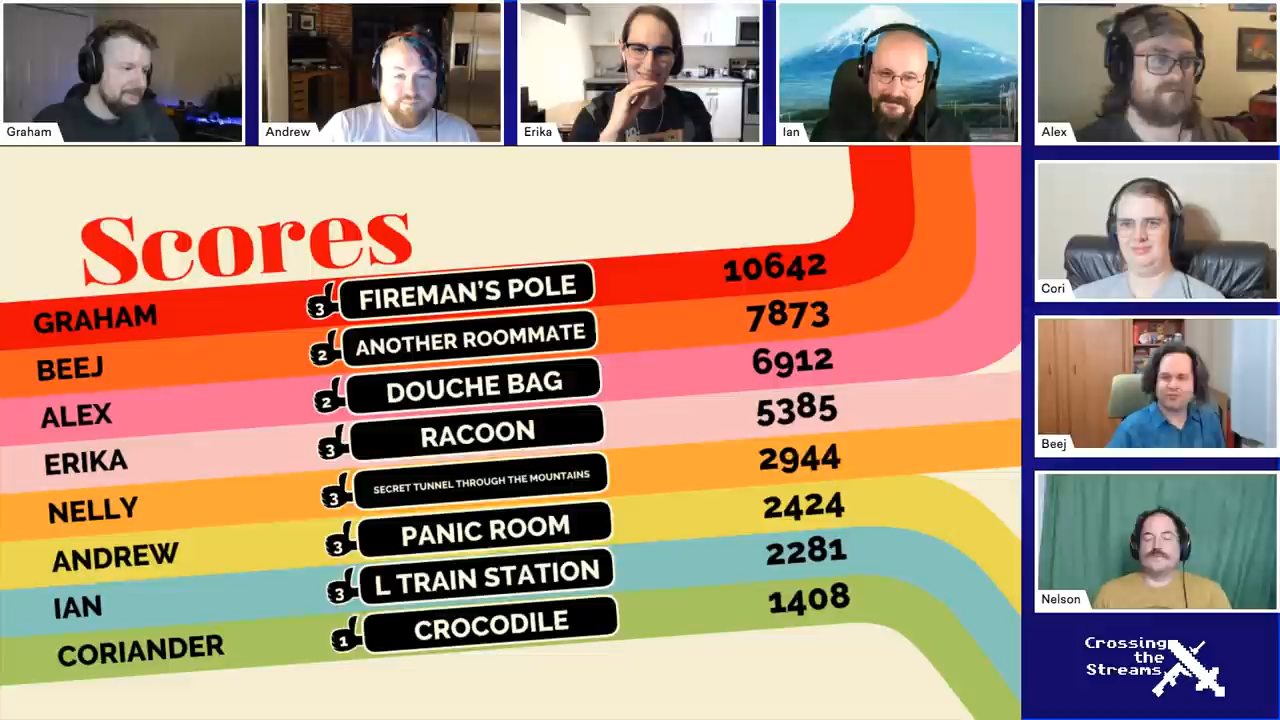 Graham
Andrew
Erika
Ian
Alex
Cori
Beej
Nelson
Scores
GRAHAM 3 FIREMAN'S POLE 10642
BEEJ 2 ANOTHER ROOMMATE 7873
ALEX 2 DOUCHE BAG 6912
ERIKA 3 RACOON 5385
NELLY 3 SECRET TUNNEL THROUGH THE MOUNTAINS 2944
ANDREW 3 PANIC ROOM 2424
IAN 3 L TRAIN STATION 2281
CORIANDER 1 CROCODILE 1408
Crossing
the
Streams